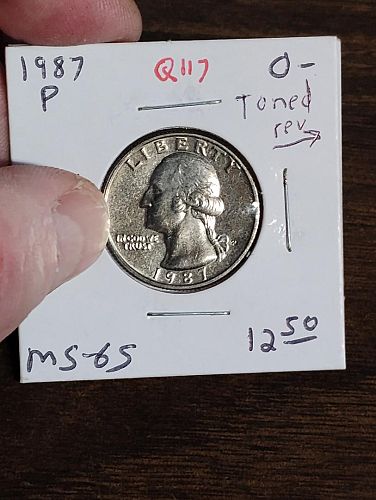 1987 Q117 O-
P Toned
rev
LIBERTY
IN GOD WE
TRUST
1987
MS-65 12 50